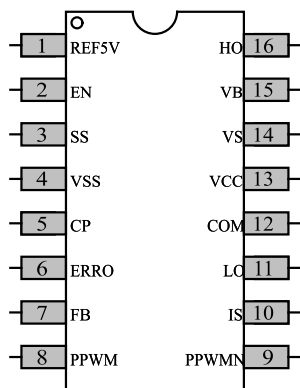 1 REF5V HO 16
2 EN VB 15
3 SS VS 14
4 VSS VCC 13
5 CP COM 12
6 ERRO LO 11
7 FB IS 10
8 PPWM PPWMN 9